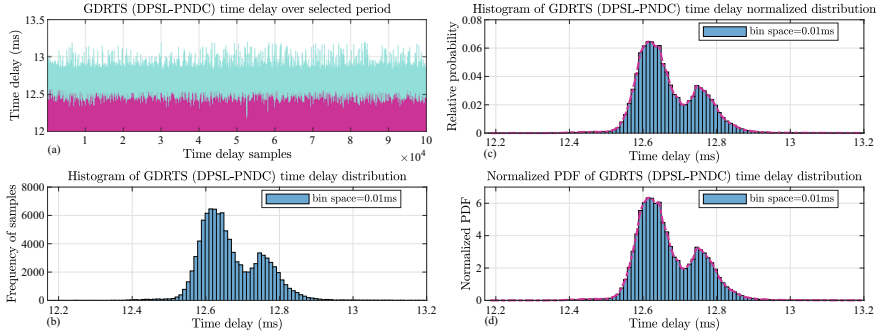 GDRTS (DPSL-PNDC) time delay over selected period
Time delay (ms)
13.5
13
12.5
12
1 2 3 4 5 6 7 8 9 10
×10⁴
(a)
Time delay samples
Histogram of GDRTS (DPSL-PNDC) time delay normalized distribution
bin space=0.01ms
Relative probability
0.08
0.06
0.04
0.02
0
12.2 12.4 12.6 12.8 13 13.2
(c)
Time delay (ms)
Histogram of GDRTS (DPSL-PNDC) time delay distribution
bin space=0.01ms
Frequency of samples
8000
6000
4000
2000
0
12.2 12.4 12.6 12.8 13 13.2
(b)
Time delay (ms)
Normalized PDF of GDRTS (DPSL-PNDC) time delay distribution
bin space=0.01ms
Normalized PDF
6
4
2
0
12.2 12.4 12.6 12.8 13 13.2
(d)
Time delay (ms)